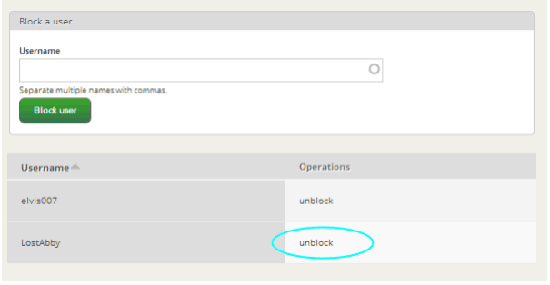 Block a user
Username
Separate multiple names with commas.
Block user
Username Operations
elvis007 unblock
LostAbby unblock